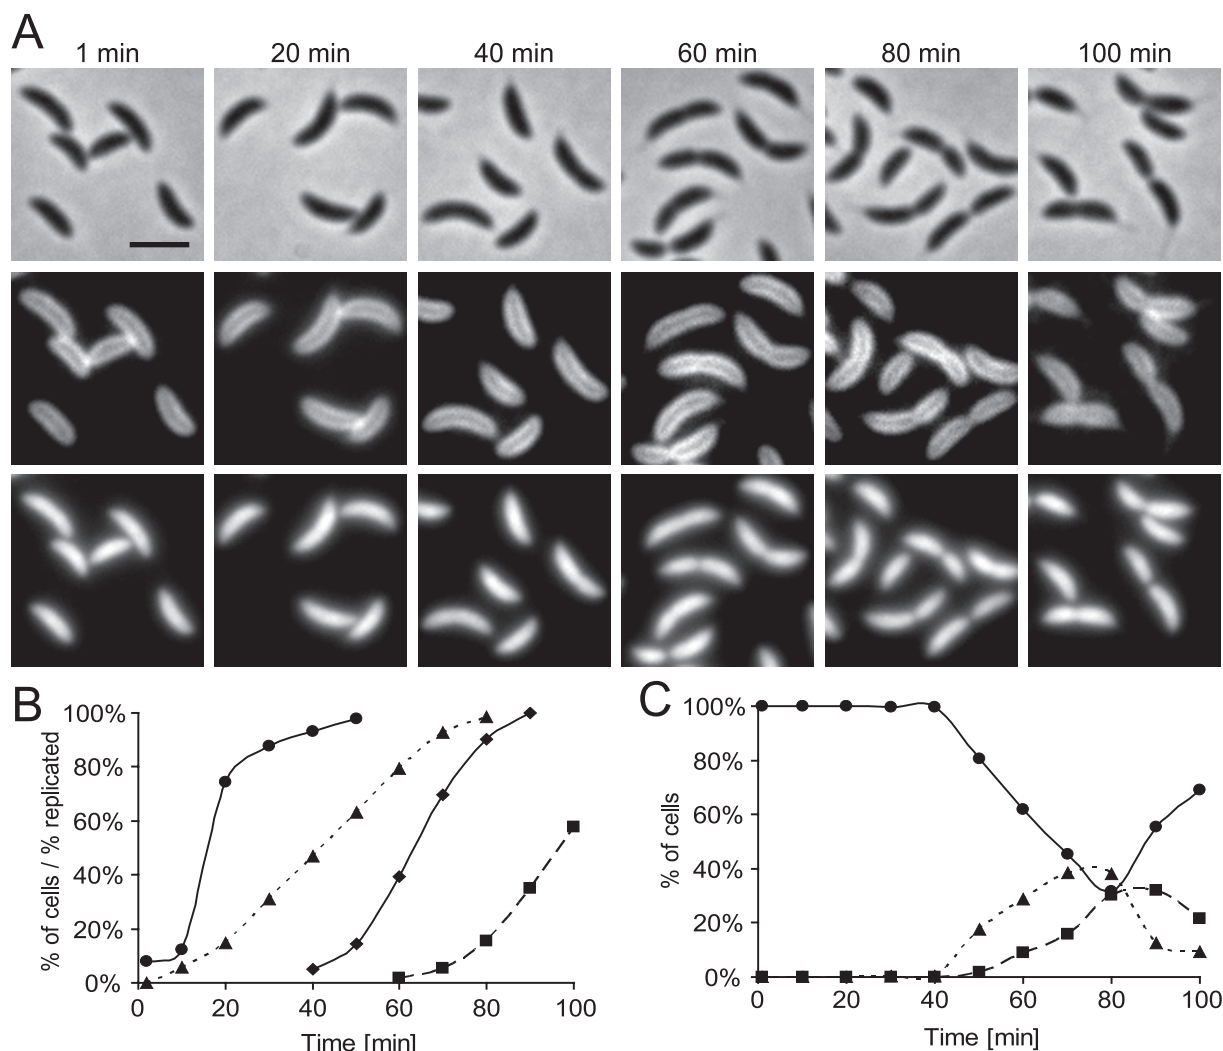 A
1 min 20 min 40 min 60 min 80 min 100 min
B
100%
80%
60%
40%
20%
0%
% of cells / % replicated
0 20 40 60 80 100
Time [min]
C
100%
80%
60%
40%
20%
0%
% of cells
0 20 40 60 80 100
Time [min]